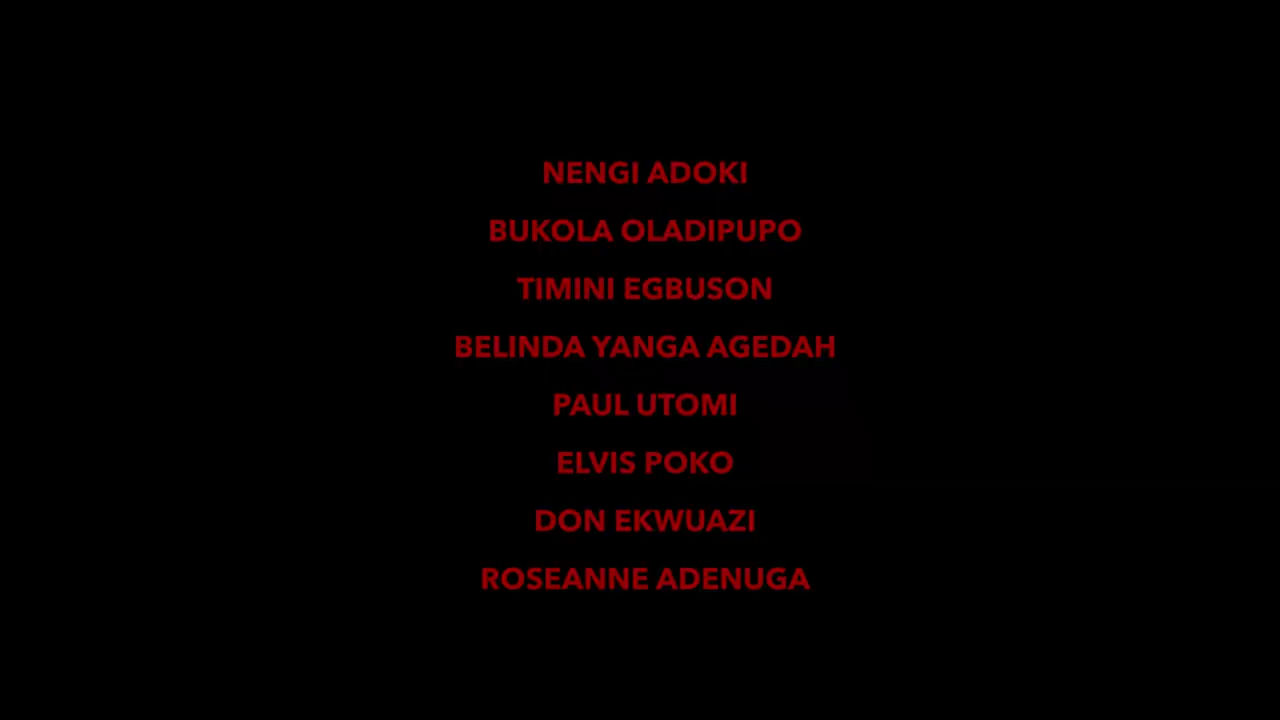 NENGI ADOKI
BUKOLA OLADIPUPO
TIMINI EGBUSON
BELINDA YANGA AGEDAH
PAUL UTOMI
ELVIS POKO
DON EKWUAZI
ROSEANNE ADENUGA